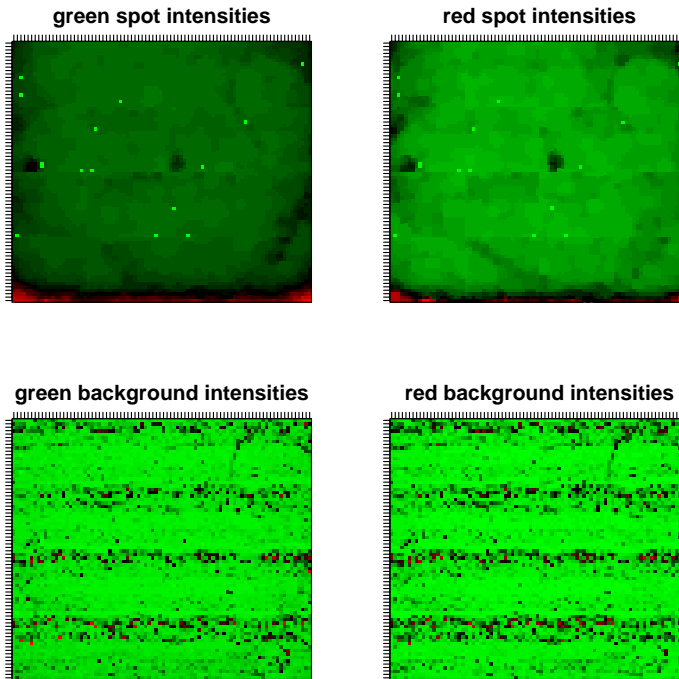 green spot intensities
red spot intensities
green background intensities
red background intensities